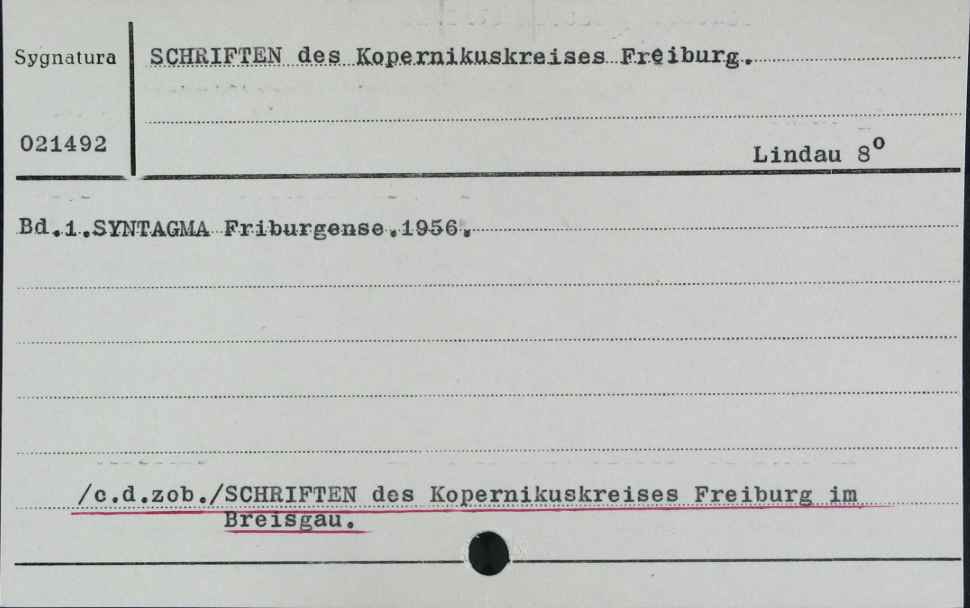 Sygnatura
SCHRIFTEN des Kopernikuskreises Freiburg.
021492
Lindau 8º
Bd.1.SYNTAGMA Friburgense.1956.
/c.d.zob./SCHRIFTEN des Kopernikuskreises Freiburg im
Breisgau.